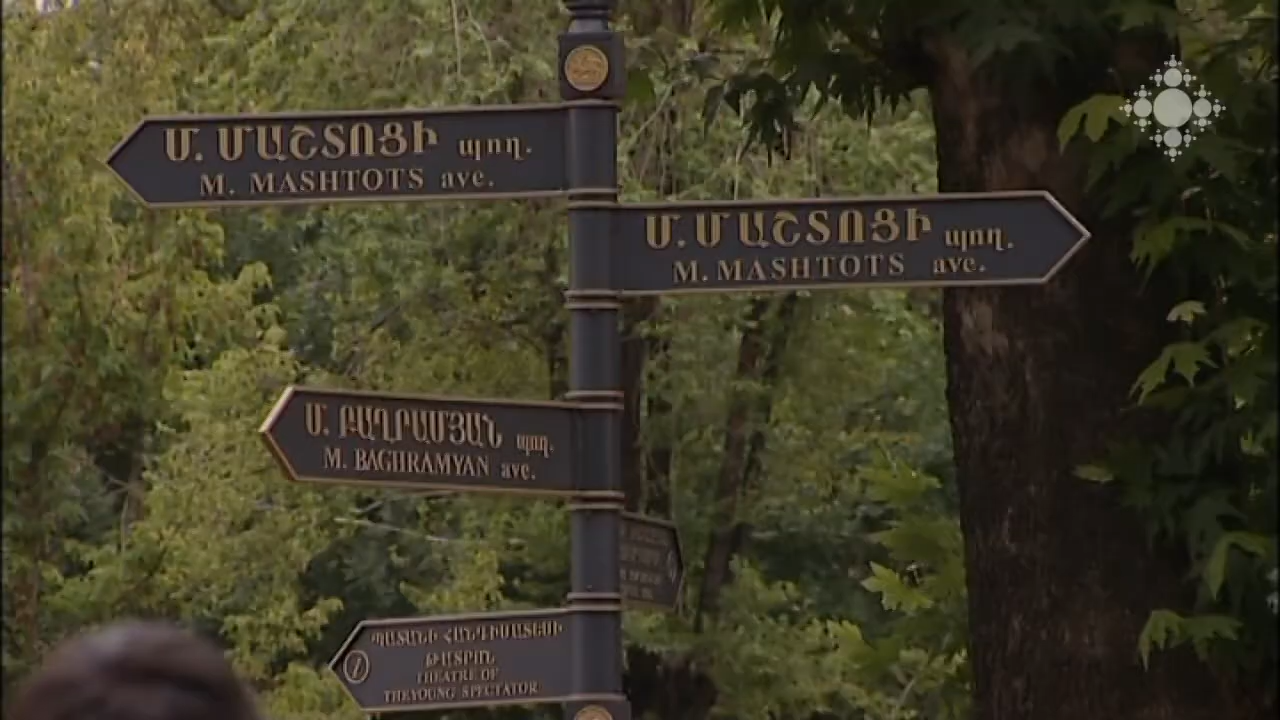 Մ. ՄԱՇՏՈՑԻ պող.
M. MASHTOTS ave.
Մ. ՄԱՇՏՈՑԻ պող.
M. MASHTOTS ave.
Մ. ԲԱՂՐԱՄՅԱՆ պող.
M. BAGHRAMYAN ave.
ՊԱՏԱՆԻ ՀԱՆԴԻՍԱՏԵՍԻ
ԹԱՏՐՈՆ
THEATRE OF
THE YOUNG SPECTATOR